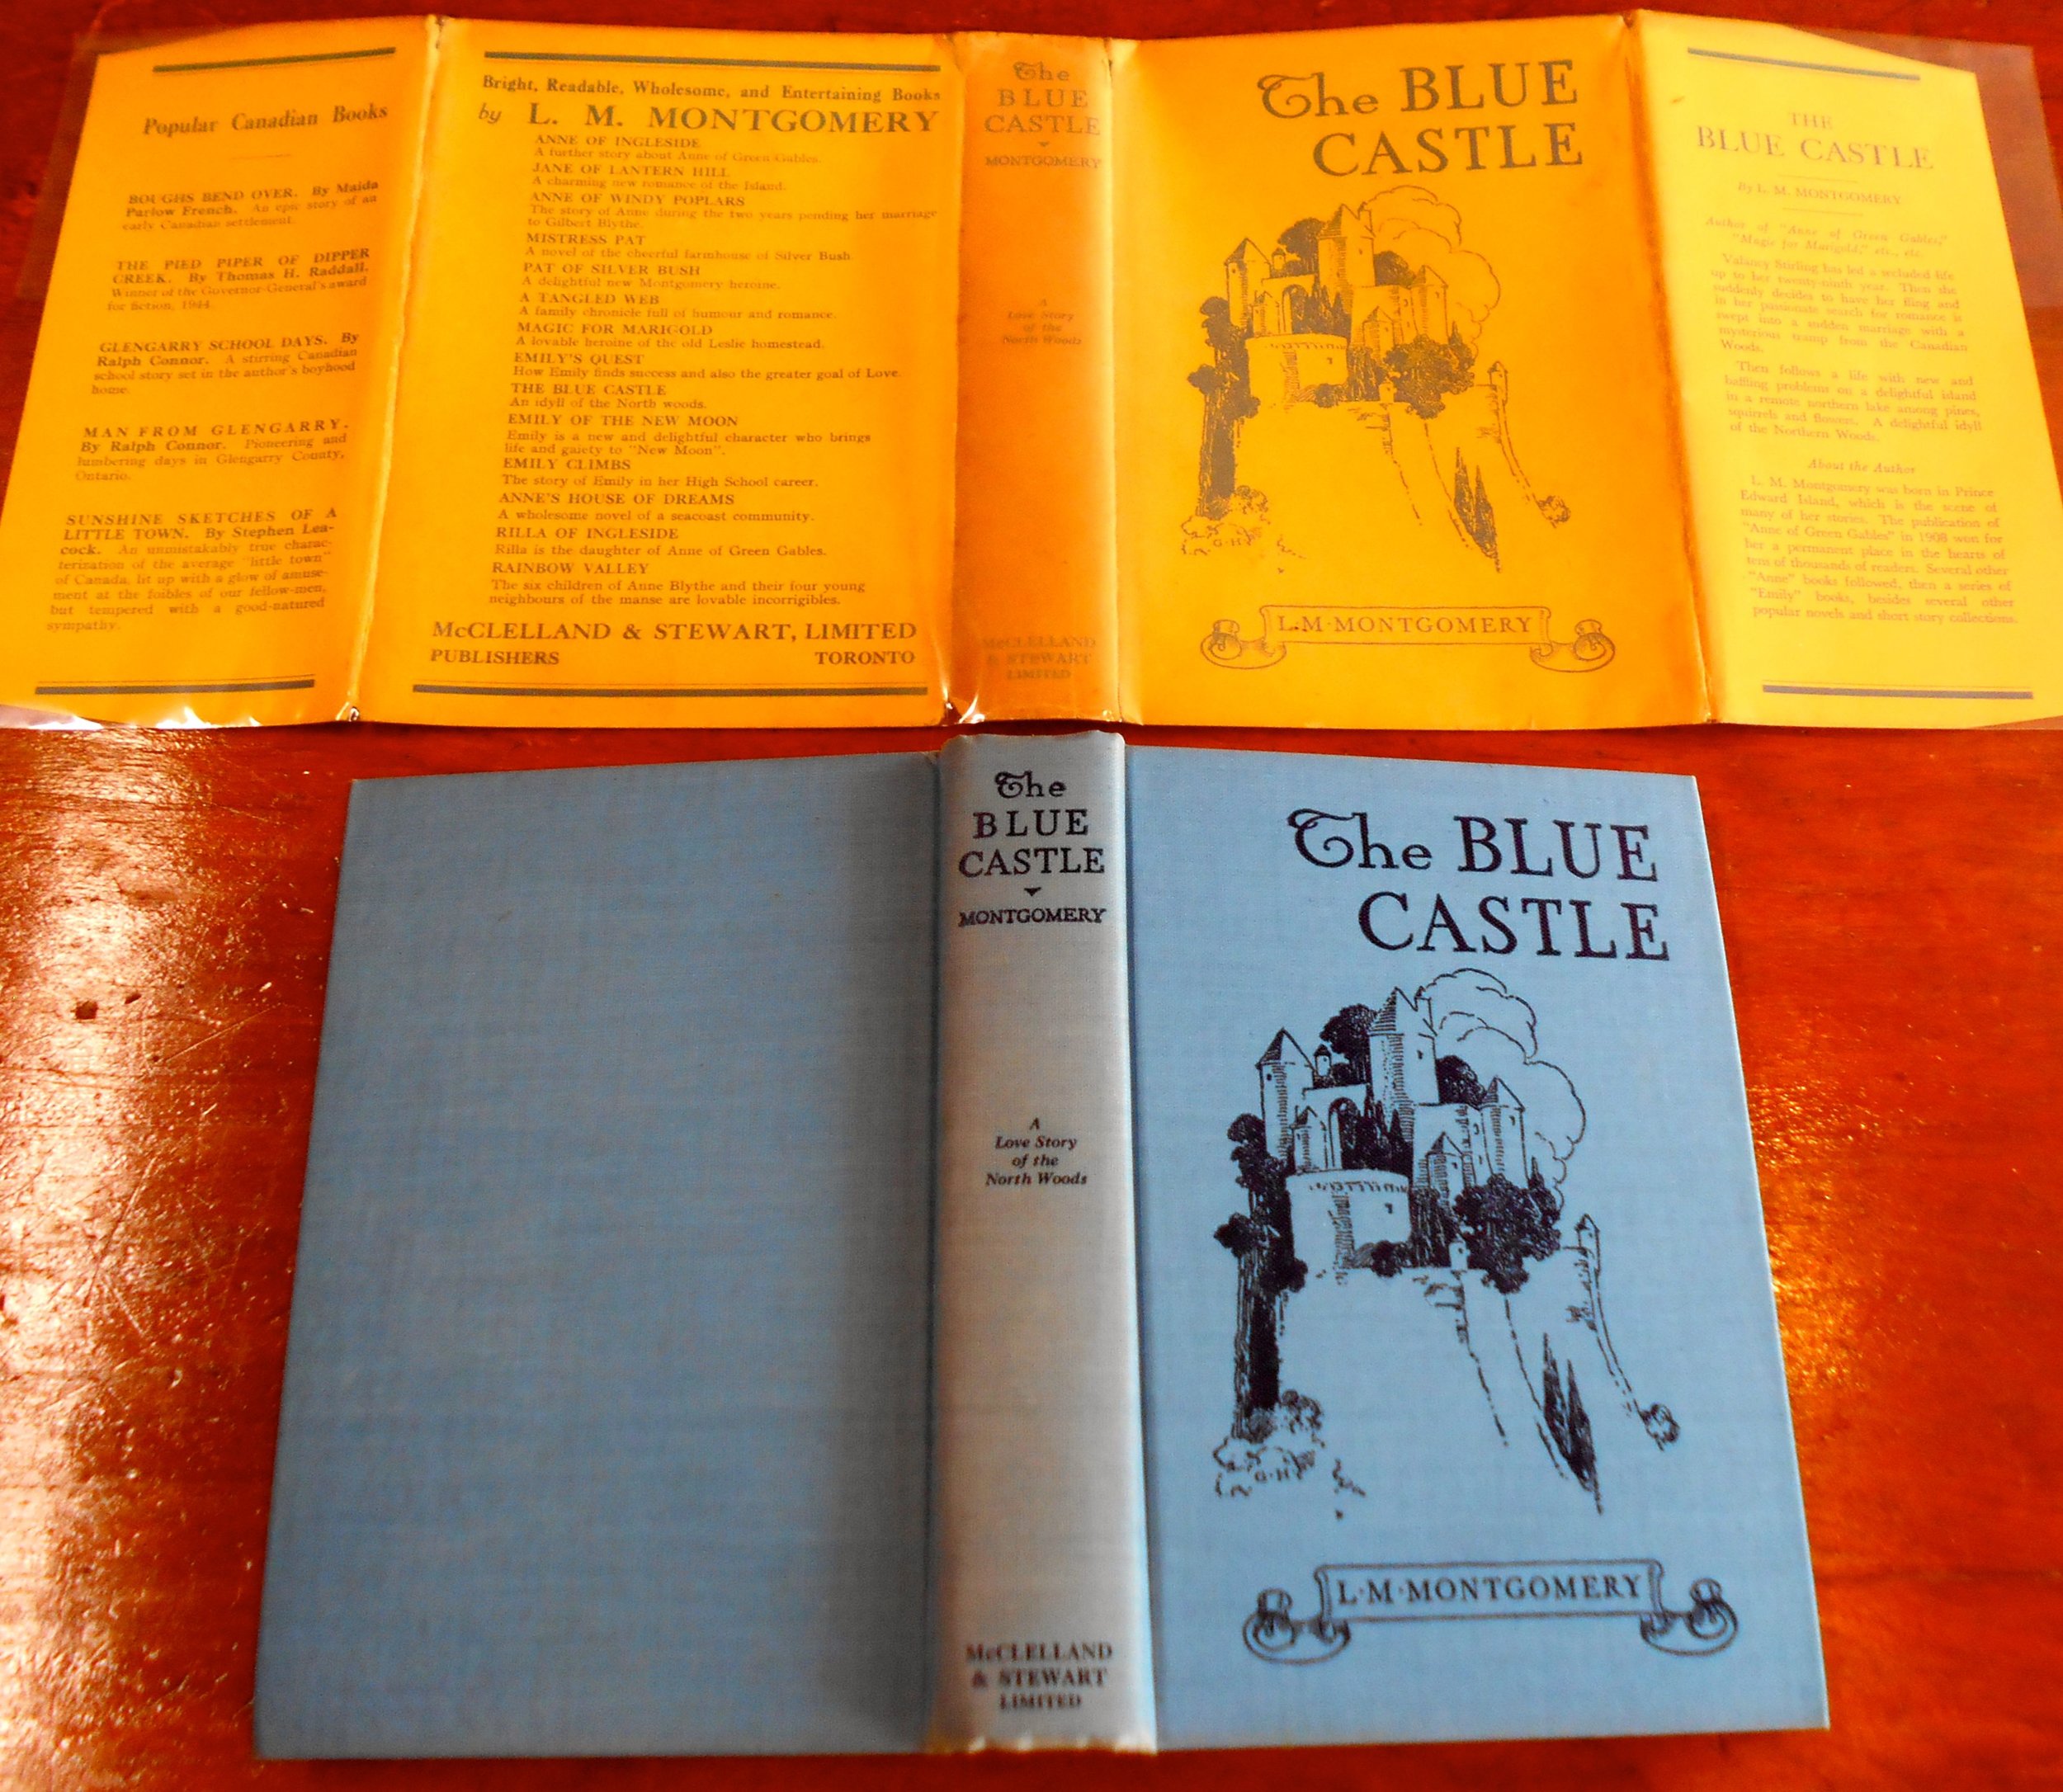 Popular Canadian Books
BOUGHS BEND OVER. By Maida
Parlow French. An epic story of an
early Canadian settlement.
THE PIED PIPER OF DIPPER
CREEK. By Thomas H. Raddall.
Winner of the Governor-General's award
for fiction, 1944.
GLENGARRY SCHOOL DAYS. By
Ralph Connor. A stirring Canadian
school story set in the author's boyhood
home.
MAN FROM GLENGARRY.
By Ralph Connor. Pioneering and
lumbering days in Glengarry County,
Ontario.
SUNSHINE SKETCHES OF A
LITTLE TOWN. By Stephen Lea-
cock. An unmistakably true charac-
terization of the average "little town"
of Canada, lit up with a glow of amuse-
ment at the foibles of our fellow-men,
but tempered with a good-natured
sympathy.
Bright, Readable, Wholesome, and Entertaining Books
by L. M. MONTGOMERY
ANNE OF INGLESIDE
A further story about Anne of Green Gables.
JANE OF LANTERN HILL
A charming new romance of the Island.
ANNE OF WINDY POPLARS
The story of Anne during the two years pending her marriage
to Gilbert Blythe.
MISTRESS PAT
A novel of the cheerful farmhouse of Silver Bush.
PAT OF SILVER BUSH
A delightful new Montgomery heroine.
A TANGLED WEB
A family chronicle full of humour and romance.
MAGIC FOR MARIGOLD
A lovable heroine of the old Leslie homestead.
EMILY'S QUEST
How Emily finds success and also the greater goal of Love.
THE BLUE CASTLE
An idyll of the North woods.
EMILY OF THE NEW MOON
Emily is a new and delightful character who brings
life and gaiety to "New Moon".
EMILY CLIMBS
The story of Emily in her High School career.
ANNE'S HOUSE OF DREAMS
A wholesome novel of a seacoast community.
RILLA OF INGLESIDE
Rilla is the daughter of Anne of Green Gables.
RAINBOW VALLEY
The six children of Anne Blythe and their four young
neighbours of the manse are lovable incorrigibles.
McCLELLAND & STEWART, LIMITED
PUBLISHERS TORONTO
The
BLUE
CASTLE
MONTGOMERY
A
Love Story
of the
North Woods
McCLELLAND
& STEWART
LIMITED
The BLUE
CASTLE
G·H
L·M·MONTGOMERY
THE
BLUE CASTLE
By L. M. MONTGOMERY
Author of "Anne of Green Gables,"
"Magic for Marigold," etc., etc.
Valancy Stirling has led a secluded life
up to her twenty-ninth year. Then she
suddenly decides to have her fling and
in her passionate search for romance is
swept into a sudden marriage with a
mysterious tramp from the Canadian
Woods.
Then follows a life with new and
baffling problems on a delightful island
in a remote northern lake among pines,
squirrels and flowers. A delightful idyll
of the Northern Woods.
About the Author
L. M. Montgomery was born in Prince
Edward Island, which is the scene of
many of her stories. The publication of
"Anne of Green Gables" in 1908 won for
her a permanent place in the hearts of
tens of thousands of readers. Several other
"Anne" books followed, then a series of
"Emily" books, besides several other
popular novels and short story collections.
The
BLUE
CASTLE
MONTGOMERY
A
Love Story
of the
North Woods
McCLELLAND
& STEWART
LIMITED
The BLUE
CASTLE
G·H
L·M·MONTGOMERY